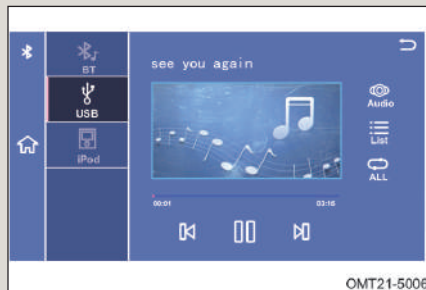 BT
USB
iPod
see you again
Audio
List
ALL
00:01
03:16
OMT21-5006